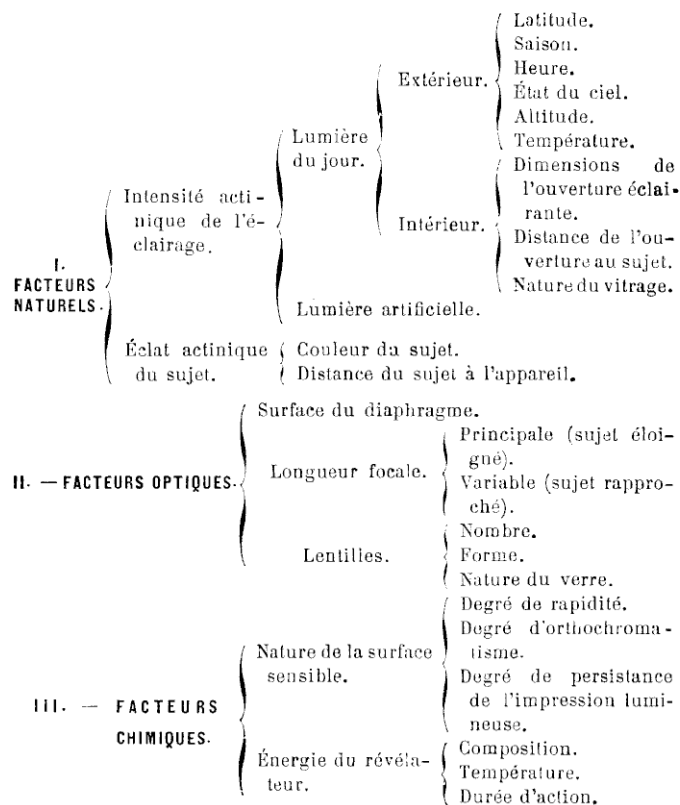 I.
FACTEURS
NATURELS.
Intensité acti-
nique de l'é-
clairage.
Lumière
du jour.
Extérieur.
Latitude.
Saison.
Heure.
État du ciel.
Altitude.
Température.
Intérieur.
Dimensions de
l'ouverture éclai-
rante.
Distance de l'ou-
verture au sujet.
Nature du vitrage.
Lumière artificielle.
Éclat actinique
du sujet.
Couleur du sujet.
Distance du sujet à l'appareil.
II. — FACTEURS OPTIQUES.
Surface du diaphragme.
Longueur focale.
Principale (sujet éloi-
gné).
Variable (sujet rappro-
ché).
Lentilles.
Nombre.
Forme.
Nature du verre.
III. — FACTEURS
CHIMIQUES.
Nature de la surface
sensible.
Degré de rapidité.
Degré d'orthochroma-
tisme.
Degré de persistance
de l'impression lumi-
neuse.
Énergie du révéla-
teur.
Composition.
Température.
Durée d'action.